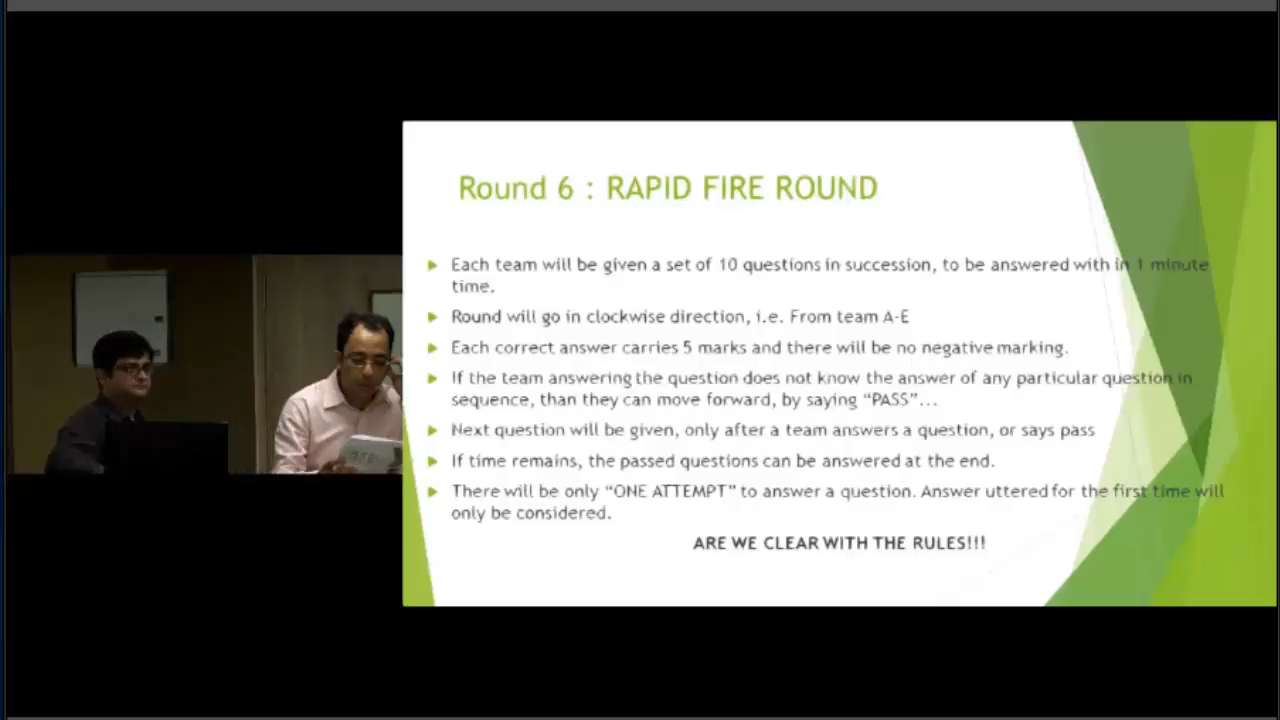 Round 6 : RAPID FIRE ROUND
Each team will be given a set of 10 questions in succession, to be answered with in 1 minute
time.
Round will go in clockwise direction, i.e. From team A-E
Each correct answer carries 5 marks and there will be no negative marking.
If the team answering the question does not know the answer of any particular question in
sequence, than they can move forward, by saying “PASS”...
Next question will be given, only after a team answers a question, or says pass
If time remains, the passed questions can be answered at the end.
There will be only “ONE ATTEMPT” to answer a question. Answer uttered for the first time will
only be considered.
ARE WE CLEAR WITH THE RULES!!!